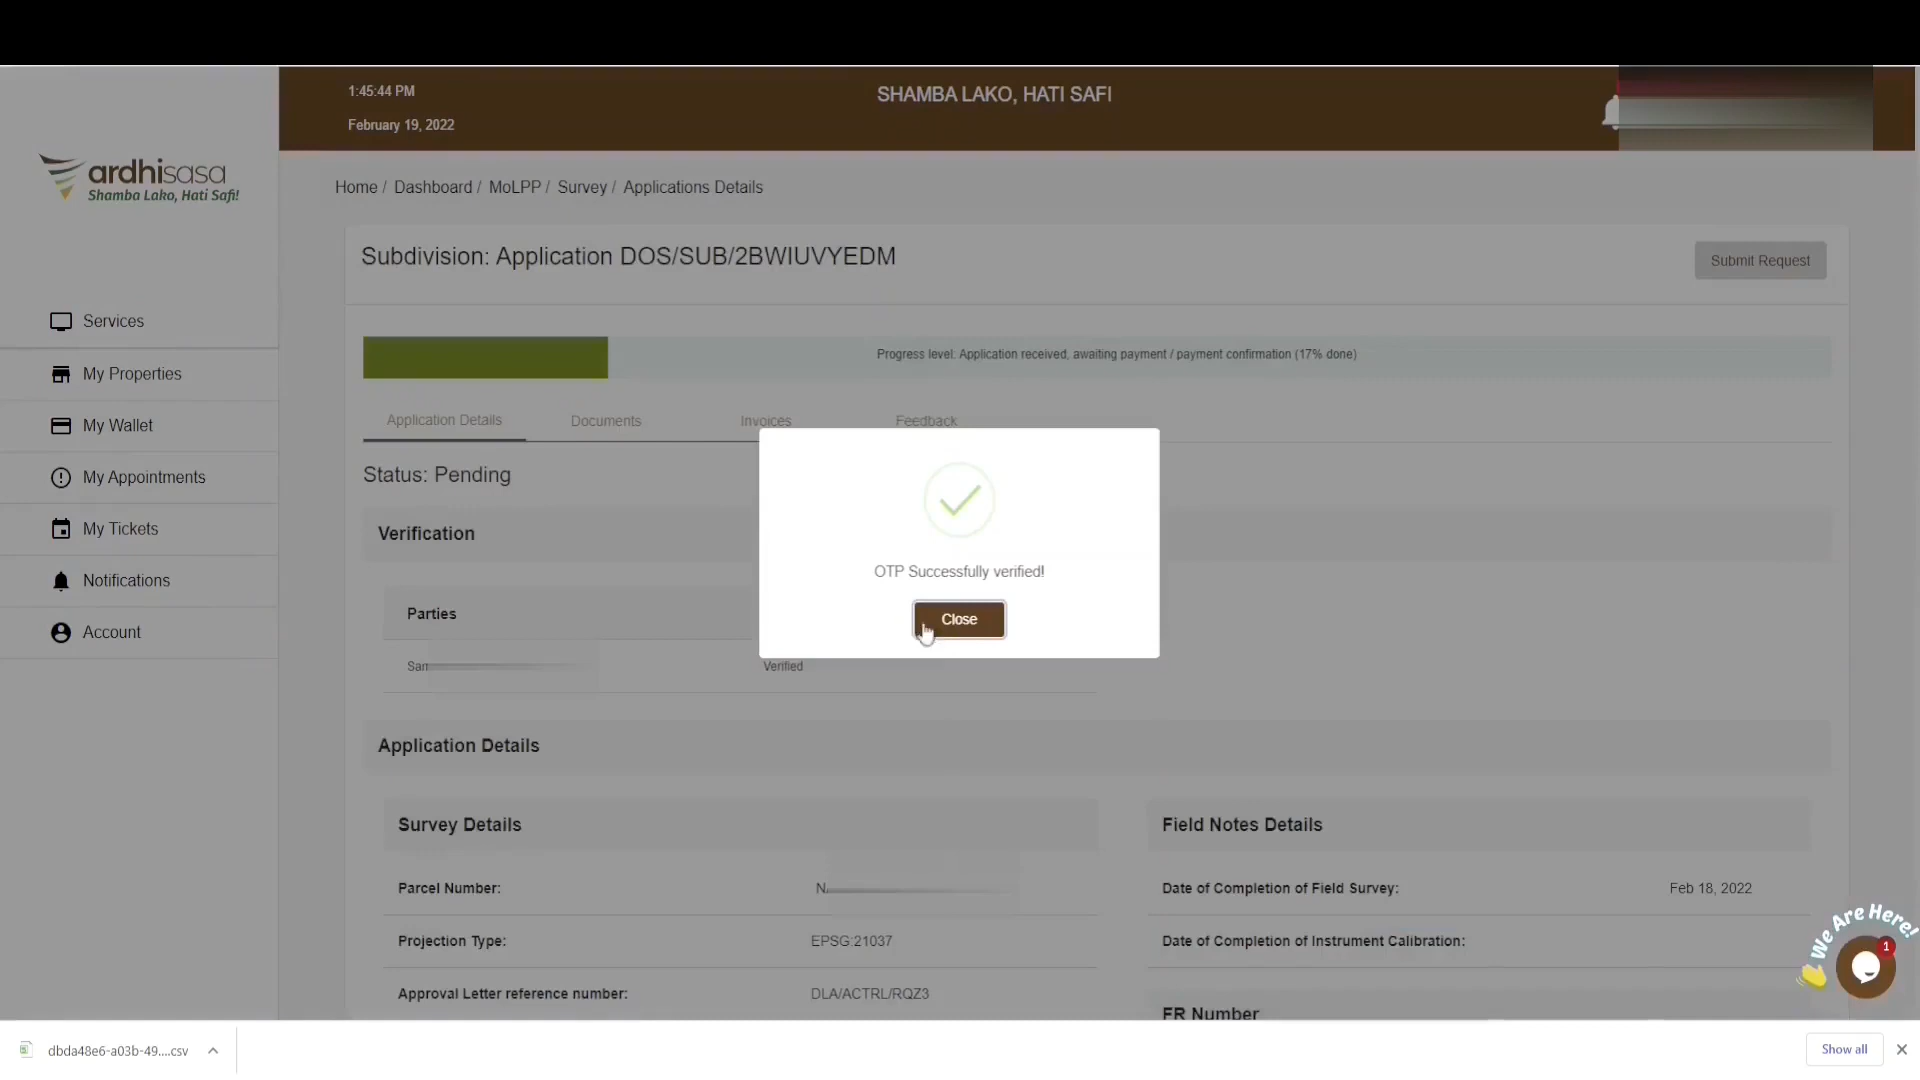 1:45:44 PM
SHAMBA LAKO, HATI SAFI
February 19, 2022
ardhisasa
Shamba Lako, Hati Safi!
Home / Dashboard / MoLPP / Survey / Applications Details
Subdivision: Application DOS/SUB/2BWIUVYEDM
Submit Request
Services
My Properties
My Wallet
My Appointments
My Tickets
Notifications
Account
Progress level: Application received, awaiting payment / payment confirmation (17% done)
Application Details
Documents
Invoices
Feedback
Status: Pending
Verification
Parties
Verified
OTP Successfully verified!
Close
Application Details
Survey Details
Parcel Number:
Projection Type: EPSG:21037
Approval Letter reference number: DLA/ACTRL/RQZ3
Field Notes Details
Date of Completion of Field Survey: Feb 18, 2022
Date of Completion of Instrument Calibration:
FR Number
We Are Here!
1
dbda48e6-a03b-49....csv
Show all